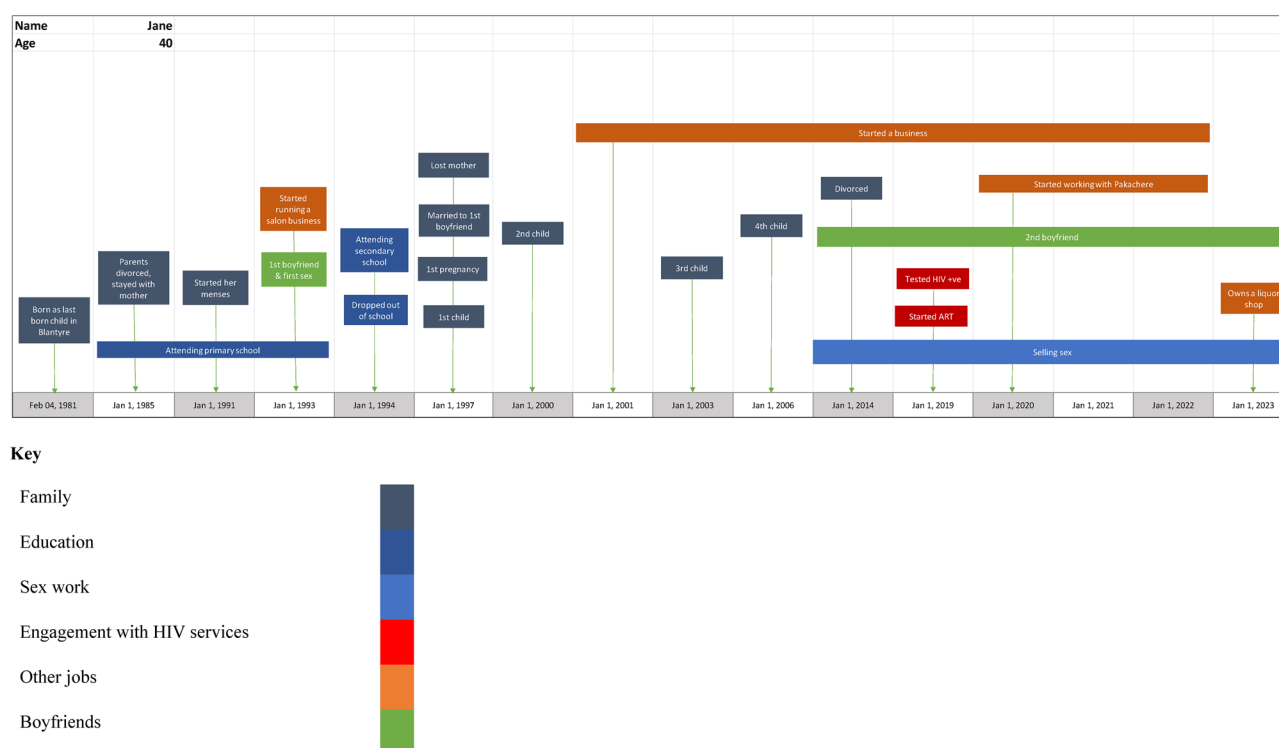 Name Jane
Age 40
Started a business
Lost mother
Divorced
Started working with Pakachere
Started
running a
salon business
Married to 1st
boyfriend
2nd child
4th child
Attending
secondary
school
2nd boyfriend
Parents
divorced,
stayed with
mother
Started her
menses
1st boyfriend
& first sex
1st pregnancy
3rd child
Tested HIV +ve
Born as last
born child in
Blantyre
Dropped out
of school
1st child
Started ART
Owns a liquor
shop
Attending primary school
Selling sex
Feb 04, 1981 Jan 1, 1985 Jan 1, 1991 Jan 1, 1993 Jan 1, 1994 Jan 1, 1997 Jan 1, 2000 Jan 1, 2001 Jan 1, 2003 Jan 1, 2006 Jan 1, 2014 Jan 1, 2019 Jan 1, 2020 Jan 1, 2021 Jan 1, 2022 Jan 1, 2023
Key
Family
Education
Sex work
Engagement with HIV services
Other jobs
Boyfriends